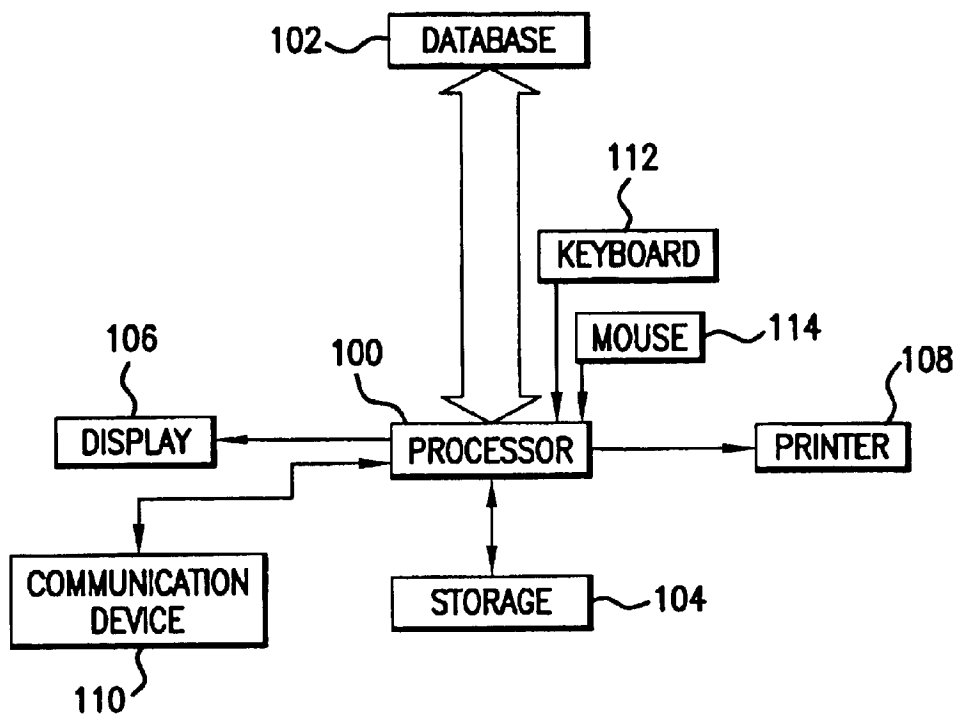 102
DATABASE
112
KEYBOARD
106
100
MOUSE
114
108
DISPLAY
PROCESSOR
PRINTER
COMMUNICATION
DEVICE
STORAGE
104
110